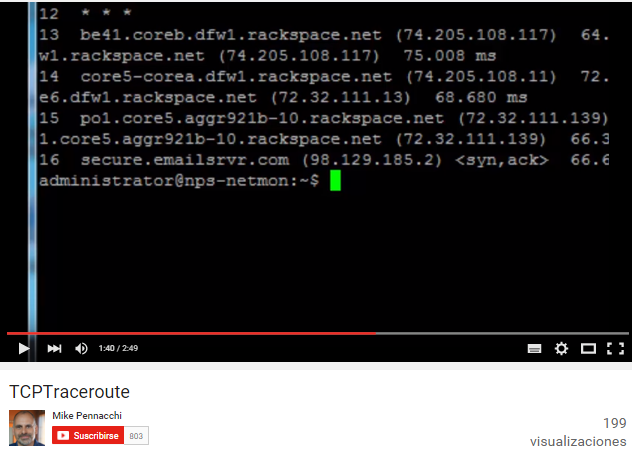 12 * * *
13 be41.coreb.dfw1.rackspace.net (74.205.108.117) 64.
w1.rackspace.net (74.205.108.117) 75.008 ms
14 core5-corea.dfw1.rackspace.net (74.205.108.11) 72.
e6.dfw1.rackspace.net (72.32.111.13) 68.680 ms
15 po1.core5.aggr921b-10.rackspace.net (72.32.111.139)
1.core5.aggr921b-10.rackspace.net (72.32.111.139) 66.3
16 secure.emailsrvr.com (98.129.185.2) <syn,ack> 66.6
administrator@nps-netmon:~$
1:40 / 2:49
TCPTraceroute
Mike Pennacchi
Suscribirse 803
199
visualizaciones